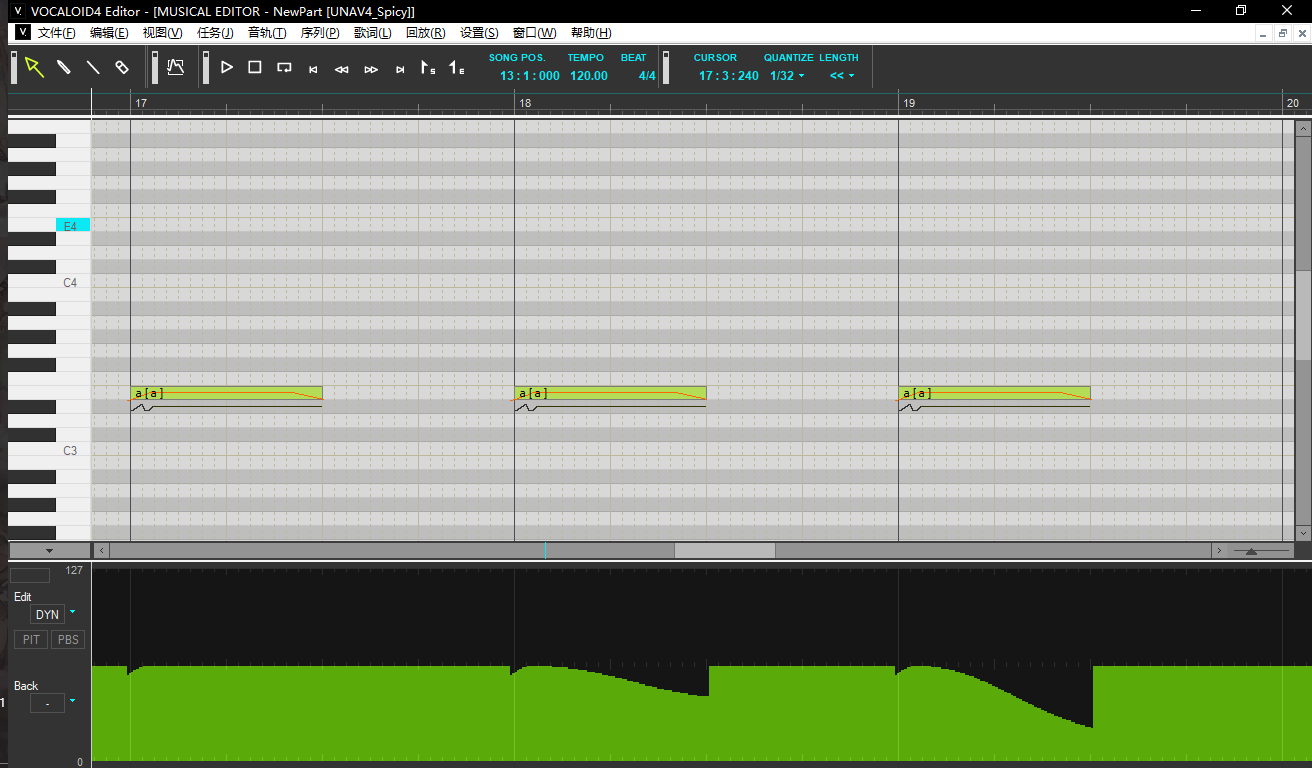 VOCALOID4 Editor - [MUSICAL EDITOR - NewPart [UNAV4_Spicy]]
文件(F) 编辑(E) 视图(V) 任务(J) 音轨(T) 序列(P) 歌词(L) 回放(R) 设置(S) 窗口(W) 帮助(H)
SONG POS. TEMPO BEAT CURSOR QUANTIZE LENGTH
13 : 1 : 000 120.00 4/4 17 : 3 : 240 1/32 <<
17 18 19 20
E4
C4
a [a] a [a] a [a]
C3
127
Edit
DYN
PIT PBS
Back
-
0